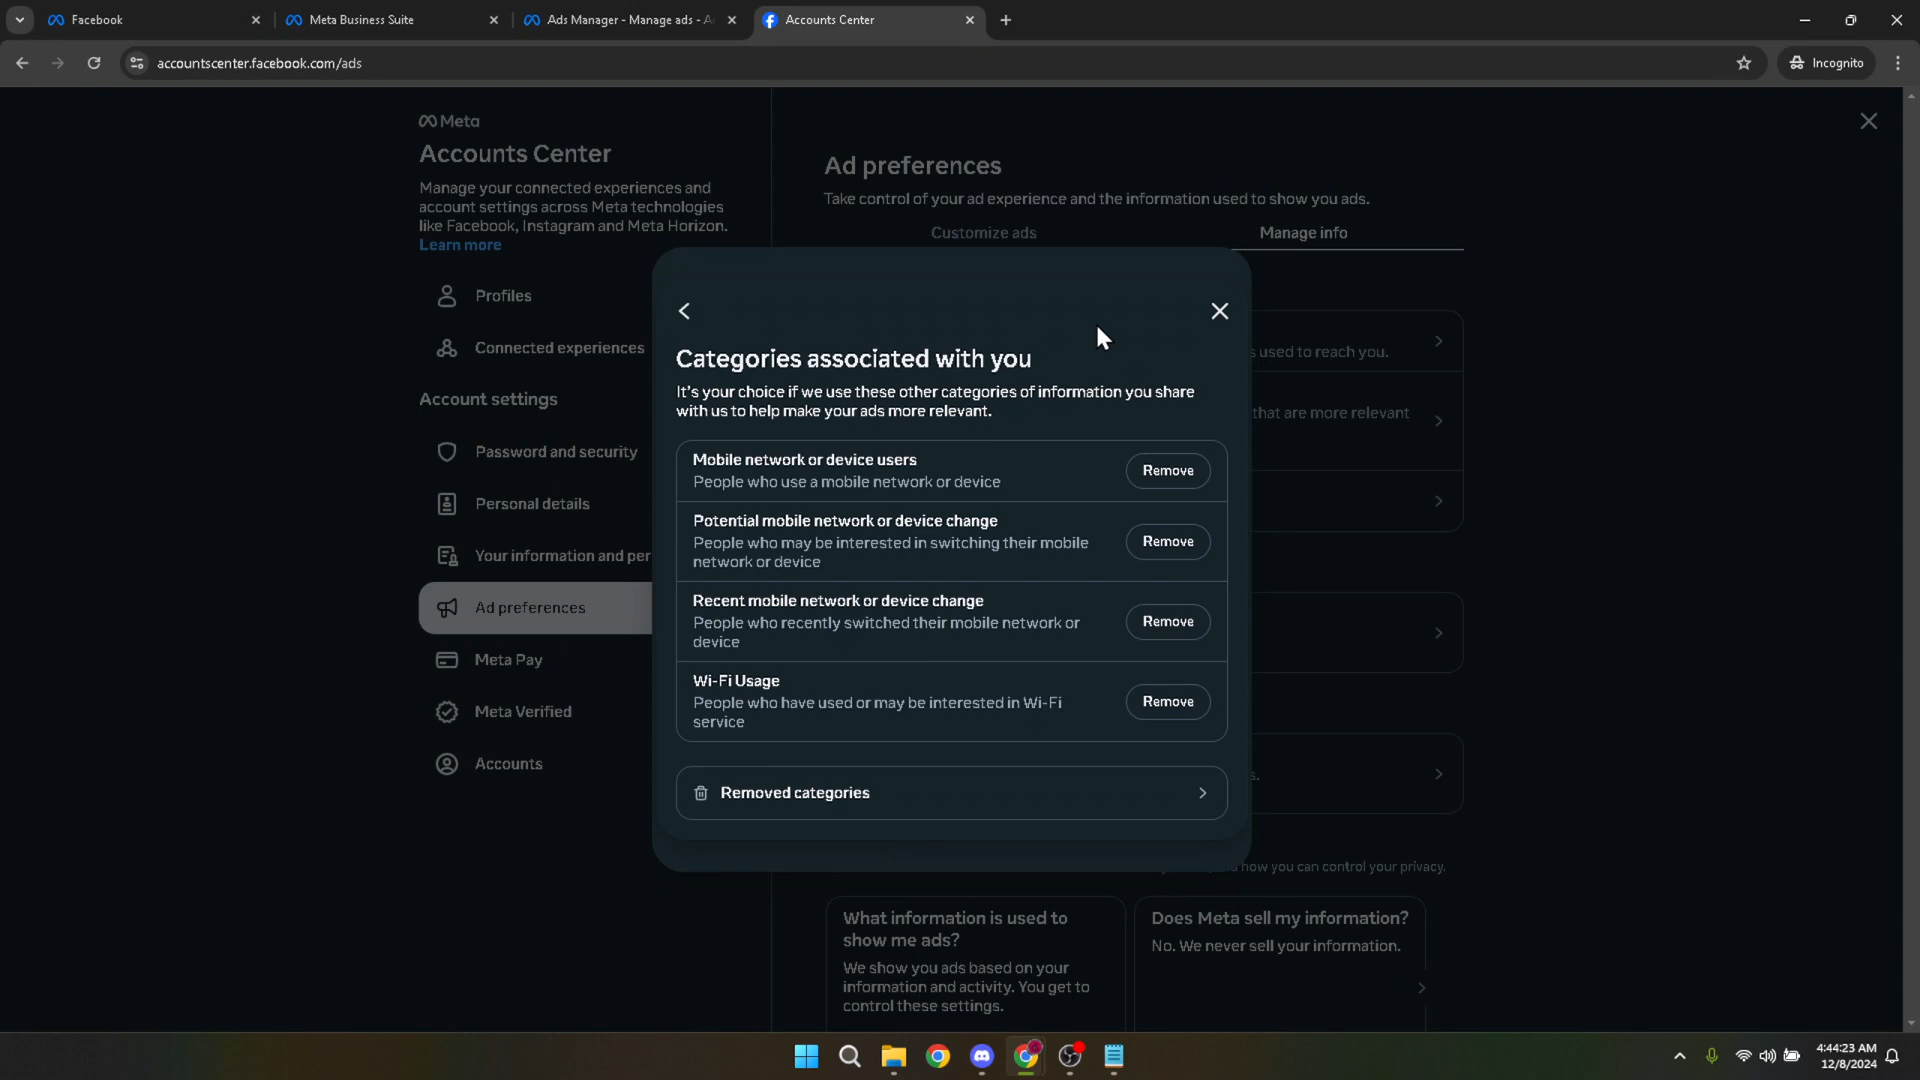 Facebook
Meta Business Suite
Ads Manager - Manage ads - A
Accounts Center
accountscenter.facebook.com/ads
Incognito
Meta
Accounts Center
Manage your connected experiences and
account settings across Meta technologies
like Facebook, Instagram and Meta Horizon.
Learn more
Profiles
Connected experiences
Account settings
Password and security
Personal details
Your information and per
Ad preferences
Meta Pay
Meta Verified
Accounts
Ad preferences
Take control of your ad experience and the information used to show you ads.
Customize ads
Manage info
s used to reach you.
that are more relevant
s.
how you can control your privacy.
Categories associated with you
It's your choice if we use these other categories of information you share
with us to help make your ads more relevant.
Mobile network or device users
People who use a mobile network or device
Remove
Potential mobile network or device change
People who may be interested in switching their mobile
network or device
Remove
Recent mobile network or device change
People who recently switched their mobile network or
device
Remove
Wi-Fi Usage
People who have used or may be interested in Wi-Fi
service
Remove
Removed categories
What information is used to
show me ads?
We show you ads based on your
information and activity. You get to
control these settings.
Does Meta sell my information?
No. We never sell your information.
4:44:23 AM
12/8/2024